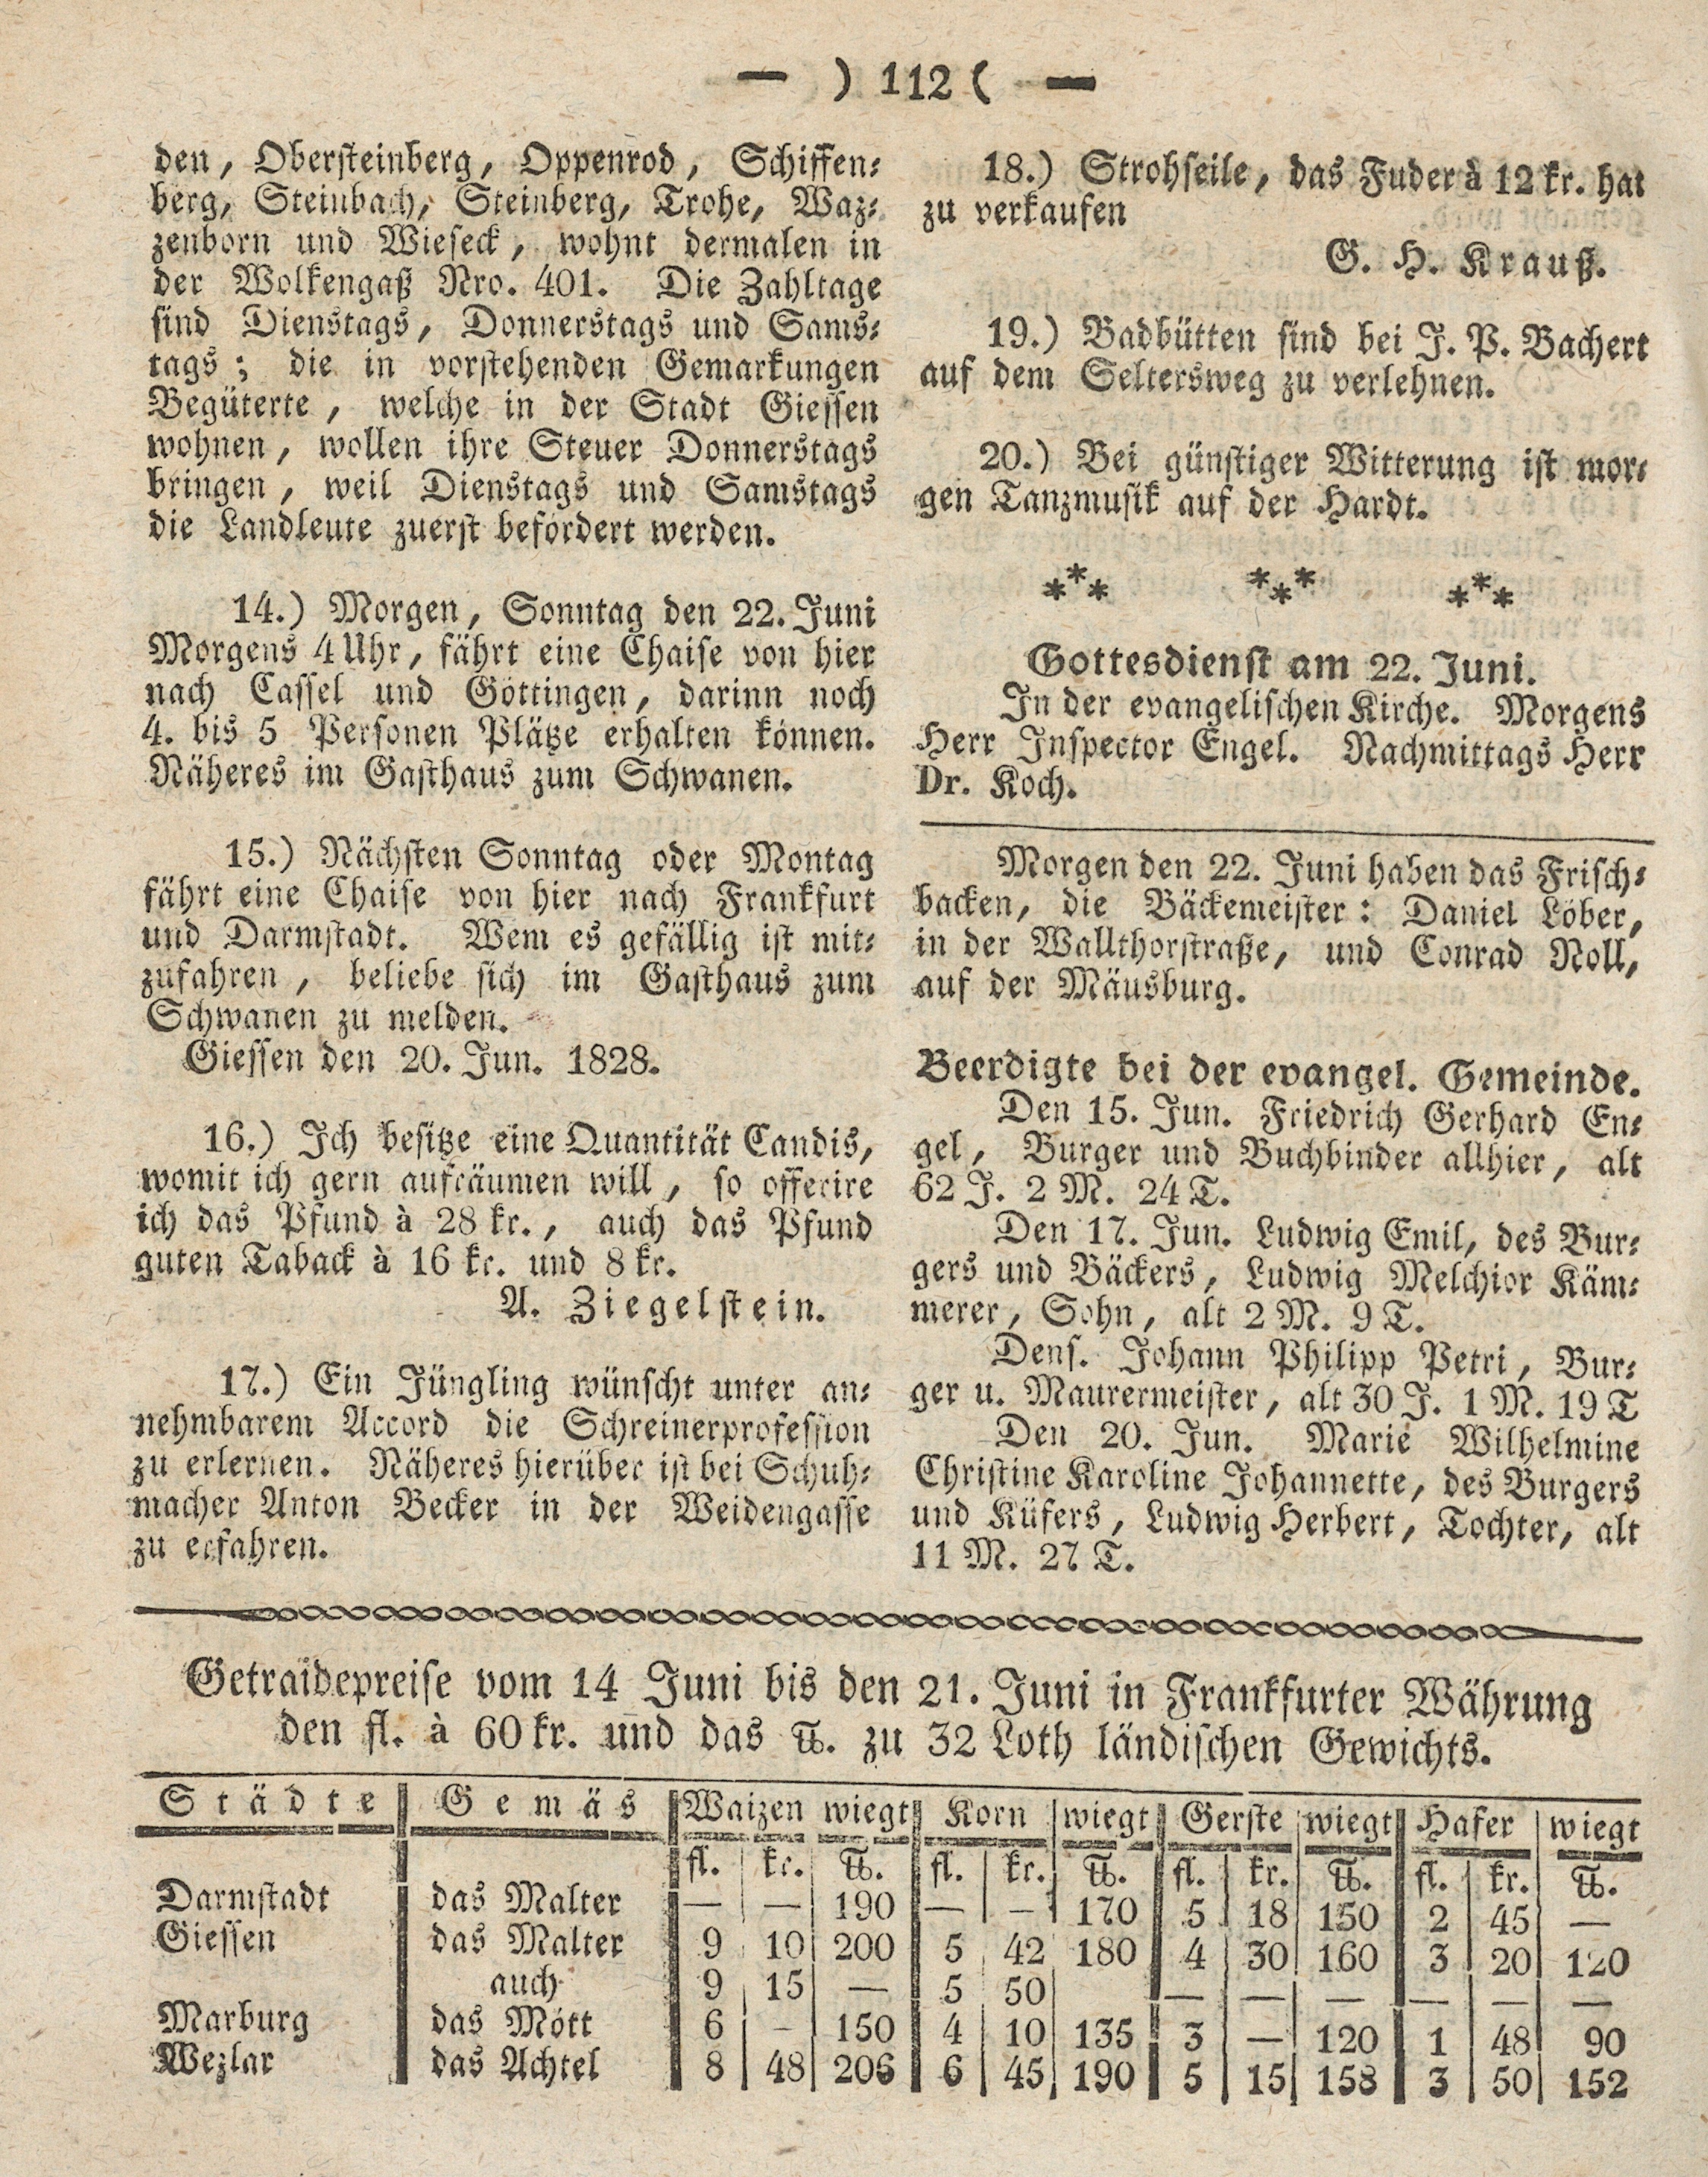 — ) 112 ( —
den, Obersteinberg, Oppenrod, Schiffen-
berg, Steinbach, Steinberg, Trohe, Waz-
zenborn und Wieseck, wohnt dermalen in
der Wolkengaß Nro. 401. Die Zahltage
sind Dienstags, Donnerstags und Sams-
tags; die in vorstehenden Gemarkungen
Begüterte, welche in der Stadt Giessen
wohnen, wollen ihre Steuer Donnerstags
bringen, weil Dienstags und Samstags
die Landleute zuerst befördert werden.
14.) Morgen, Sonntag den 22. Juni
Morgens 4 Uhr, fährt eine Chaise von hier
nach Cassel und Göttingen, darinn noch
4. bis 5 Personen Plätze erhalten können.
Näheres im Gasthaus zum Schwanen.
15.) Nächsten Sonntag oder Montag
fährt eine Chaise von hier nach Frankfurt
und Darmstadt. Wem es gefällig ist mit-
zufahren, beliebe sich im Gasthaus zum
Schwanen zu melden.
Giessen den 20. Jun. 1828.
16.) Ich besitze eine Quantität Candis,
womit ich gern aufräumen will, so offerire
ich das Pfund à 28 kr., auch das Pfund
guten Taback à 16 kr. und 8 kr.
A. Ziegelstein.
17.) Ein Jüngling wünscht unter an-
nehmbarem Accord die Schreinerprofession
zu erlernen. Näheres hierüber ist bei Schuh-
macher Anton Becker in der Weidengasse
zu erfahren.
18.) Strohseile, das Fuder à 12 kr. hat
zu verkaufen
G. H. Krauß.
19.) Badbütten sind bei J. P. Bachert
auf dem Seltersweg zu verlehnen.
20.) Bei günstiger Witterung ist mor-
gen Tanzmusik auf der Hardt.
*** *** ***
Gottesdienst am 22. Juni.
In der evangelischen Kirche. Morgens
Herr Inspector Engel. Nachmittags Herr
Dr. Koch.
Morgen den 22. Juni haben das Frisch-
backen, die Bäckemeister: Daniel Löber,
in der Wallthorstraße, und Conrad Noll,
auf der Mäusburg.
Beerdigte bei der evangel. Gemeinde.
Den 15. Jun. Friedrich Gerhard En-
gel, Burger und Buchbinder allhier, alt
62 J. 2 M. 24 T.
Den 17. Jun. Ludwig Emil, des Bur-
gers und Bäckers, Ludwig Melchior Käm-
merer, Sohn, alt 2 M. 9 T.
Dens. Johann Philipp Petri, Bur-
ger u. Maurermeister, alt 30 J. 1 M. 19 T
Den 20. Jun. Marie Wilhelmine
Christine Karoline Johannette, des Burgers
und Küfers, Ludwig Herbert, Tochter, alt
11 M. 27 T.
Getraidepreise vom 14 Juni bis den 21. Juni in Frankfurter Währung
den fl. à 60 kr. und das ℔. zu 32 Loth ländischen Gewichts.
Städte Gemäs Waizen wiegt Korn wiegt Gerste wiegt Hafer wiegt
fl. kr. ℔. fl. kr. ℔. fl. kr. ℔. fl. kr. ℔.
Darmstadt das Malter — — 190 — — 170 5 18 150 2 45 —
Giessen das Malter 9 10 200 5 42 180 4 30 160 3 20 120
auch 9 15 — 5 50 — — — — — —
Marburg das Mött 6 — 150 4 10 135 3 — 120 1 48 90
Wezlar das Achtel 8 48 206 6 45 190 5 15 158 3 50 152